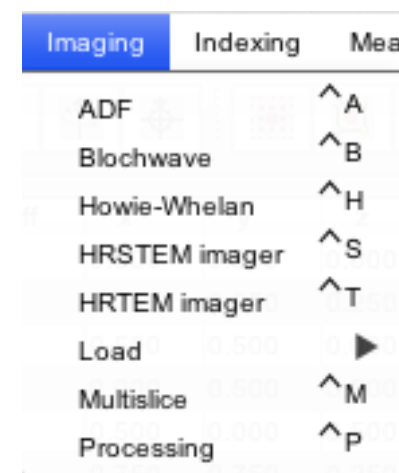 Imaging Indexing Mea
ADF ^A
Blochwave ^B
Howie-Whelan ^H
HRSTEM imager ^S
HRTEM imager ^T
Load ▶
Multislice ^M
Processing ^P